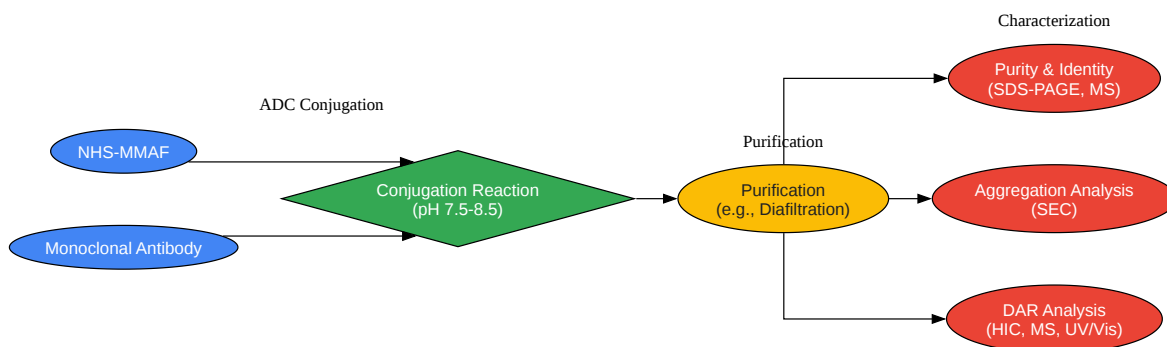 Characterization
Purity & Identity
(SDS-PAGE, MS)
ADC Conjugation
NHS-MMAF
Purification
Conjugation Reaction
(pH 7.5-8.5)
Purification
(e.g., Diafiltration)
Aggregation Analysis
(SEC)
Monoclonal Antibody
DAR Analysis
(HIC, MS, UV/Vis)